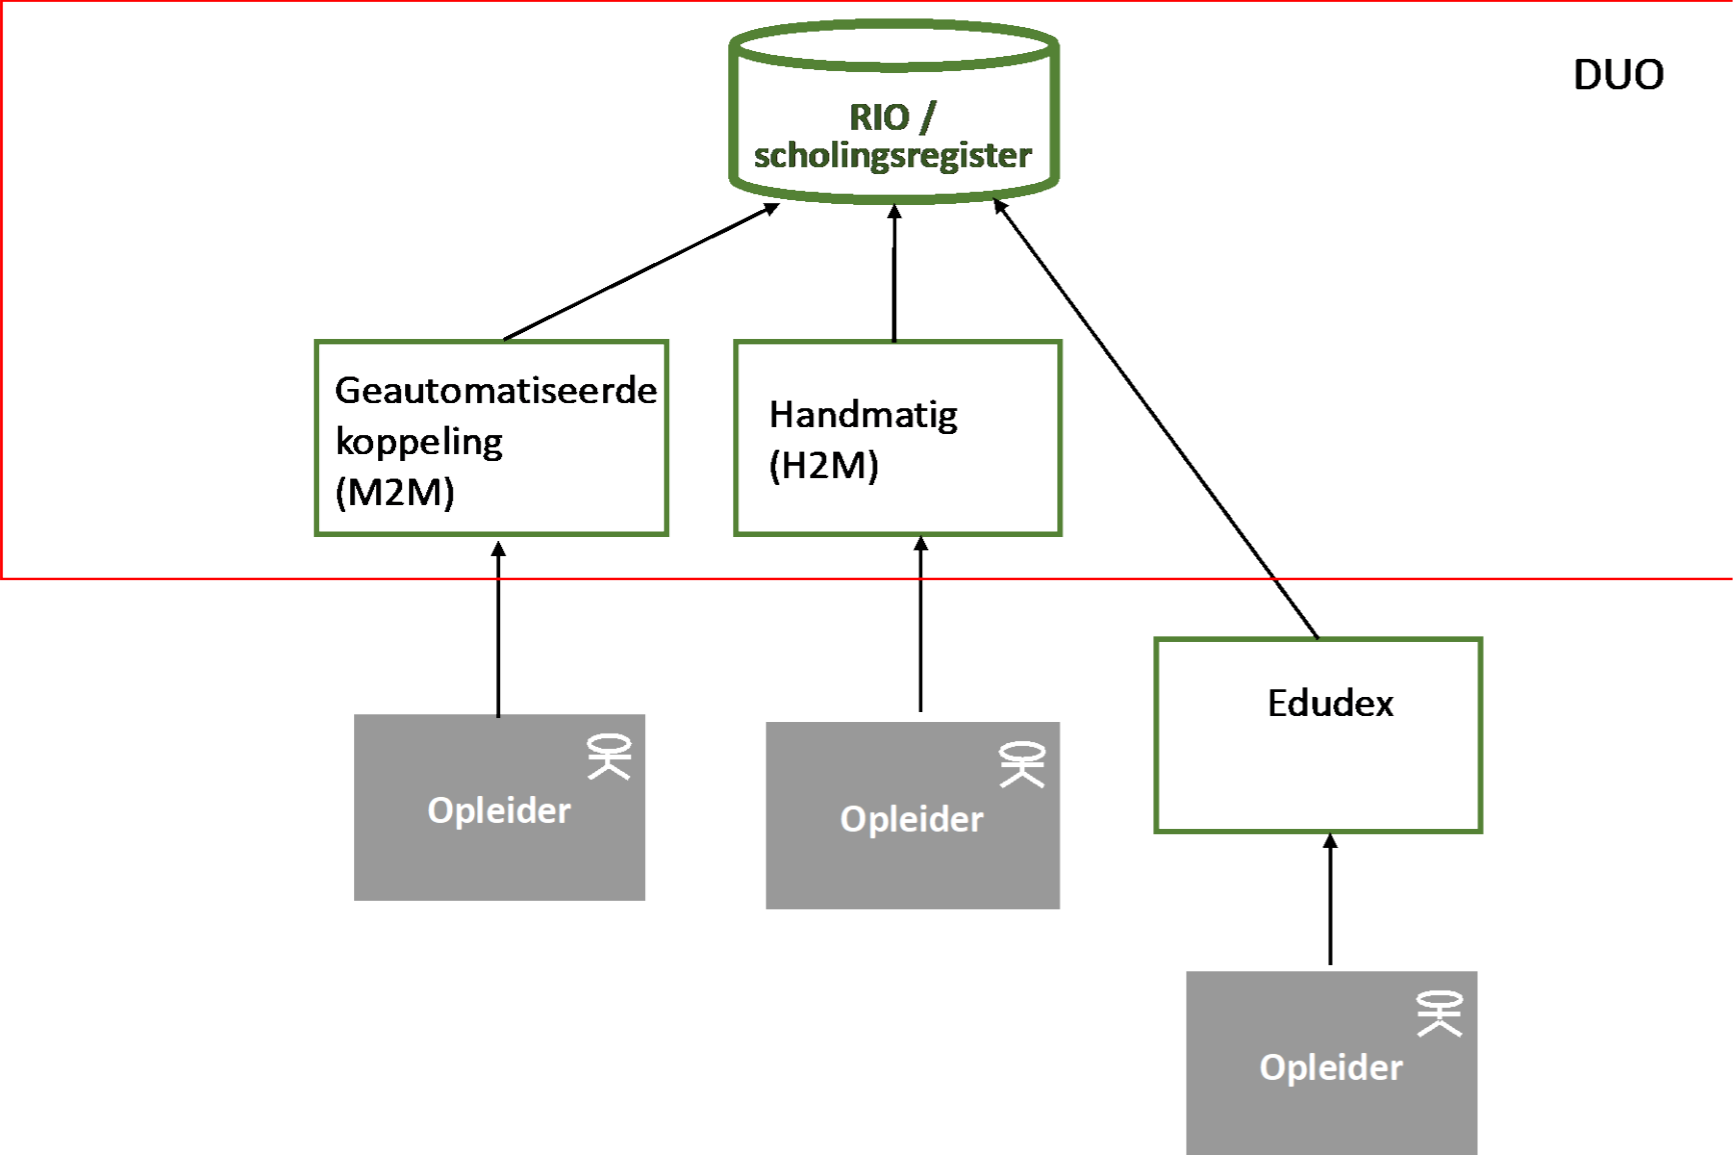 DUO
RIO /
scholingsregister
Geautomatiseerde
koppeling
(M2M)
Handmatig
(H2M)
Edudex
Opleider
Opleider
Opleider